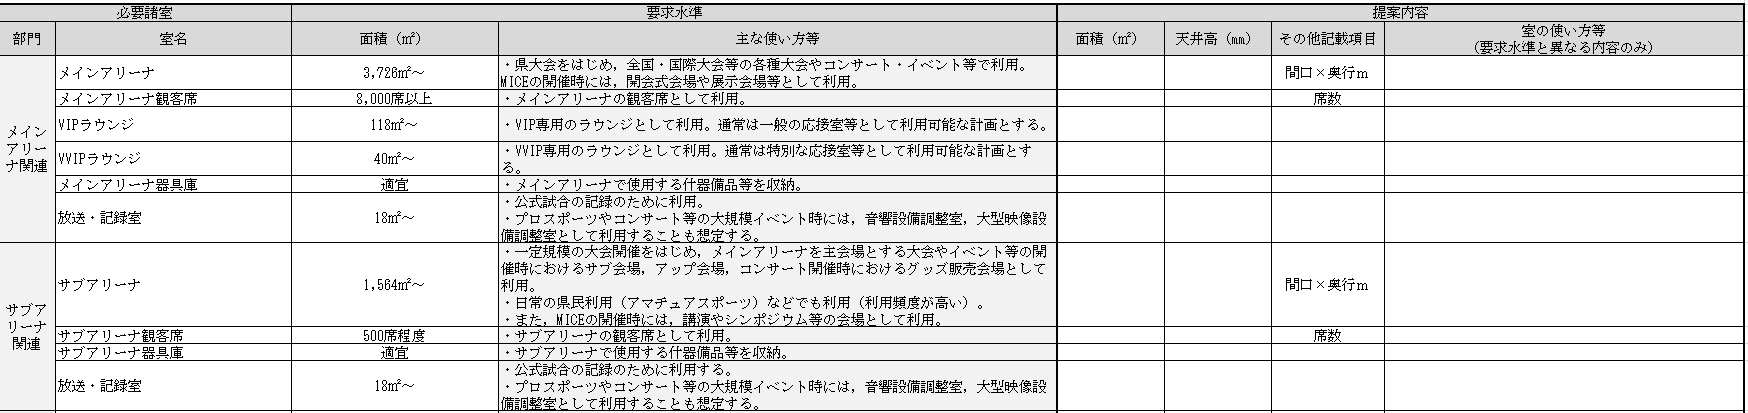 必要諸室 要求水準 提案内容
部門 室名 面積（㎡） 主な使い方等 面積（㎡） 天井高（㎜） その他記載項目 室の使い方等
（要求水準と異なる内容のみ）
メイン
アリー
ナ関連
メインアリーナ 3,726㎡～ ・県大会をはじめ，全国・国際大会等の各種大会やコンサート・イベント等で利用。
MICEの開催時には，開会式会場や展示会場等として利用。 間口×奥行ｍ
メインアリーナ観客席 8,000席以上 ・メインアリーナの観客席として利用。 席数
VIPラウンジ 118㎡～ ・VIP専用のラウンジとして利用。通常は一般の応接室等として利用可能な計画とする。
VVIPラウンジ 40㎡～ ・VVIP専用のラウンジとして利用。通常は特別な応接室等として利用可能な計画とす
る。
メインアリーナ器具庫 適宜 ・メインアリーナで使用する什器備品等を収納。
放送・記録室 18㎡～ ・公式試合の記録のために利用。
・プロスポーツやコンサート等の大規模イベント時には，音響設備調整室，大型映像設
備調整室として利用することも想定する。
サブア
リーナ
関連
サブアリーナ 1,564㎡～ ・一定規模の大会開催をはじめ，メインアリーナを主会場とする大会やイベント等の開
催時におけるサブ会場，アップ会場，コンサート開催時におけるグッズ販売会場として
利用。
・日常の県民利用（アマチュアスポーツ）などでも利用（利用頻度が高い）。
・また，MICEの開催時には，講演やシンポジウム等の会場として利用。 間口×奥行ｍ
サブアリーナ観客席 500席程度 ・サブアリーナの観客席として利用。 席数
サブアリーナ器具庫 適宜 ・サブアリーナで使用する什器備品等を収納。
放送・記録室 18㎡～ ・公式試合の記録のために利用する。
・プロスポーツやコンサート等の大規模イベント時には，音響設備調整室，大型映像設
備調整室として利用することも想定する。